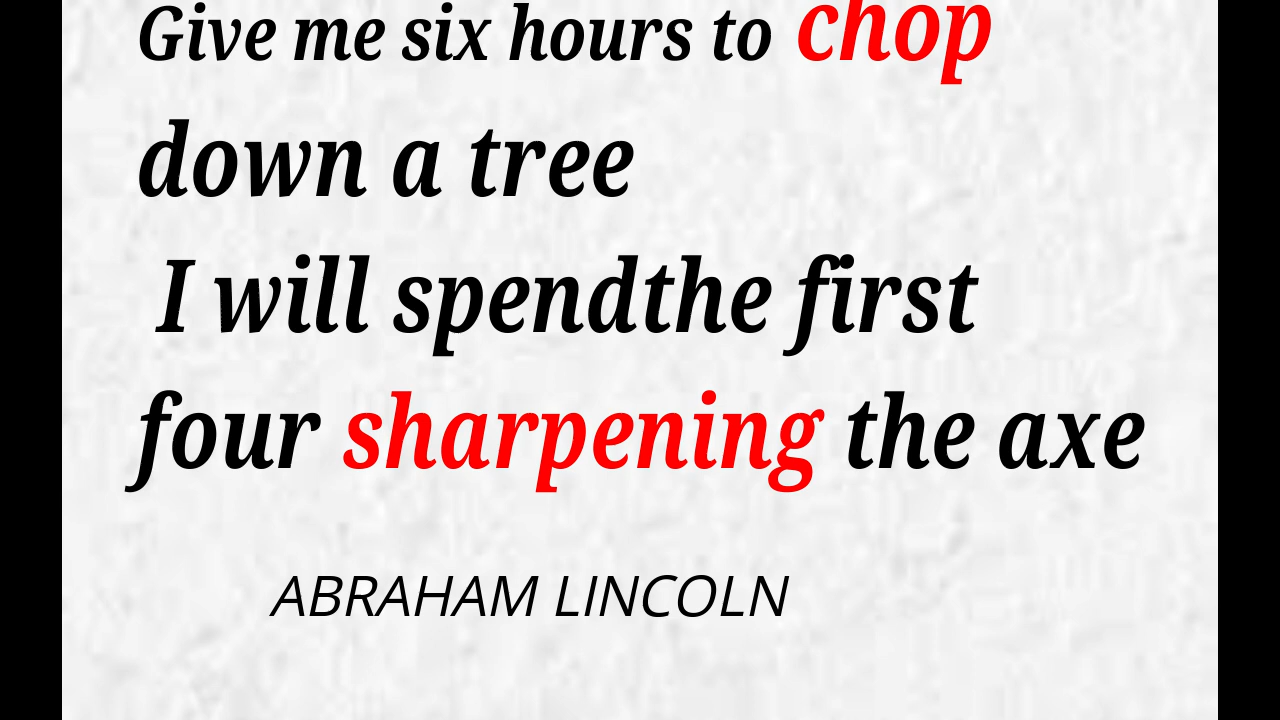 Give me six hours to chop
down a tree
I will spendthe first
four sharpening the axe
ABRAHAM LINCOLN